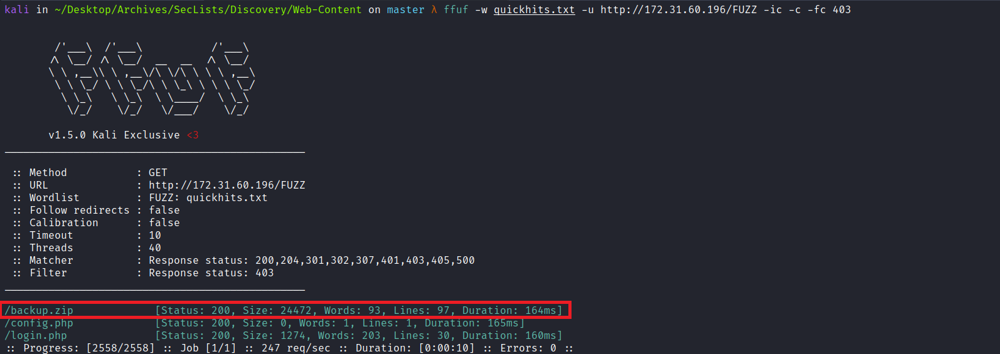 kali in ~/Desktop/Archives/SecLists/Discovery/Web-Content on master λ ffuf -w quickhits.txt -u http://172.31.60.196/FUZZ -ic -c -fc 403
        /'___\  /'___\           /'___\
       /\ \__/ /\ \__/  __  __  /\ \__/
       \ \ ,__\\ \ ,__\/\ \/\ \ \ \ ,__\
        \ \ \_/ \ \ \_/\ \ \_\ \ \ \ \_/
         \ \_\   \ \_\  \ \____/  \ \_\
          \/_/    \/_/   \/___/    \/_/
v1.5.0 Kali Exclusive <3
________________________________________________
:: Method           : GET
:: URL              : http://172.31.60.196/FUZZ
:: Wordlist         : FUZZ: quickhits.txt
:: Follow redirects : false
:: Calibration      : false
:: Timeout          : 10
:: Threads          : 40
:: Matcher          : Response status: 200,204,301,302,307,401,403,405,500
:: Filter           : Response status: 403
________________________________________________
/backup.zip             [Status: 200, Size: 24472, Words: 93, Lines: 97, Duration: 164ms]
/config.php             [Status: 200, Size: 0, Words: 1, Lines: 1, Duration: 165ms]
/login.php              [Status: 200, Size: 1274, Words: 203, Lines: 30, Duration: 160ms]
:: Progress: [2558/2558] :: Job [1/1] :: 247 req/sec :: Duration: [0:00:10] :: Errors: 0 ::